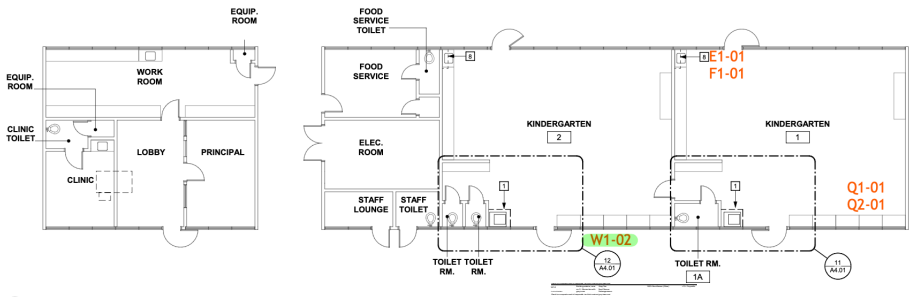 EQUIP.
ROOM
FOOD
SERVICE
TOILET
8
8
E1-01
F1-01
WORK
ROOM
FOOD
SERVICE
EQUIP.
ROOM
KINDERGARTEN
2
KINDERGARTEN
1
CLINIC
TOILET
LOBBY
PRINCIPAL
ELEC.
ROOM
CLINIC
1
1
Q1-01
Q2-01
STAFF
LOUNGE
STAFF
TOILET
W1-02
TOILET
RM.
TOILET
RM.
12
A4.01
TOILET RM.
1A
11
A4.01